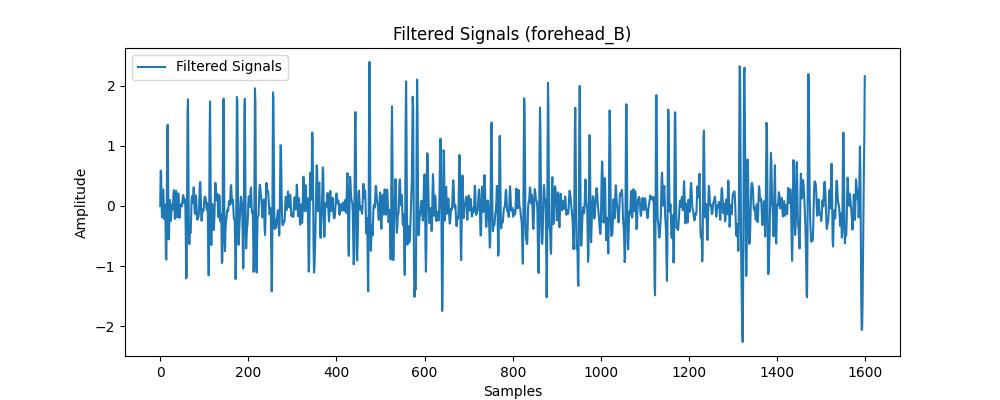 Filtered Signals (forehead_B)
Filtered Signals
2
1
0
−1
−2
Amplitude
0 200 400 600 800 1000 1200 1400 1600
Samples